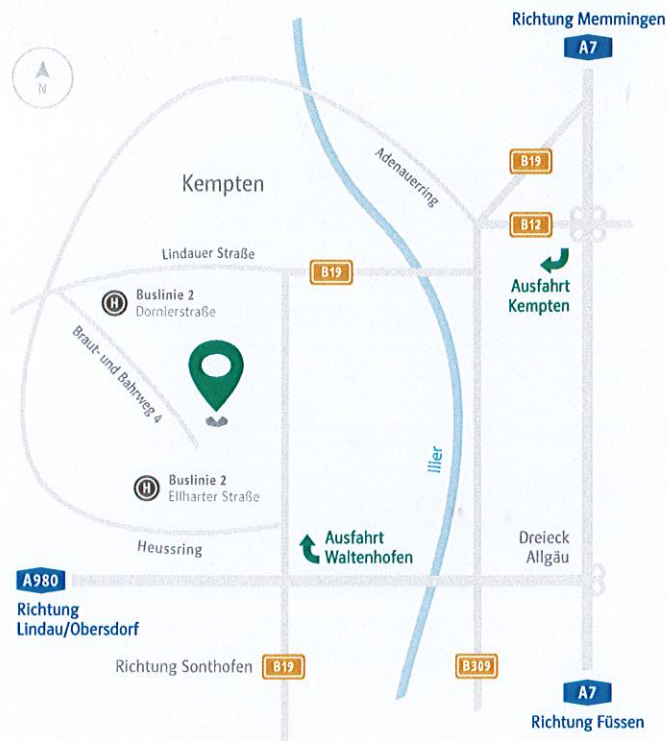 Richtung Memmingen
A7
N
Adenauerring
B19
Kempten
B12
Lindauer Straße
B19
Ausfahrt
Kempten
Buslinie 2
Dornierstraße
Braut- und Bahrweg 4
Iller
H
Buslinie 2
Ellharter Straße
H
Ausfahrt
Waltenhofen
Dreieck
Allgäu
Heussring
A980
Richtung
Lindau/Obersdorf
Richtung Sonthofen
B19
B309
A7
Richtung Füssen